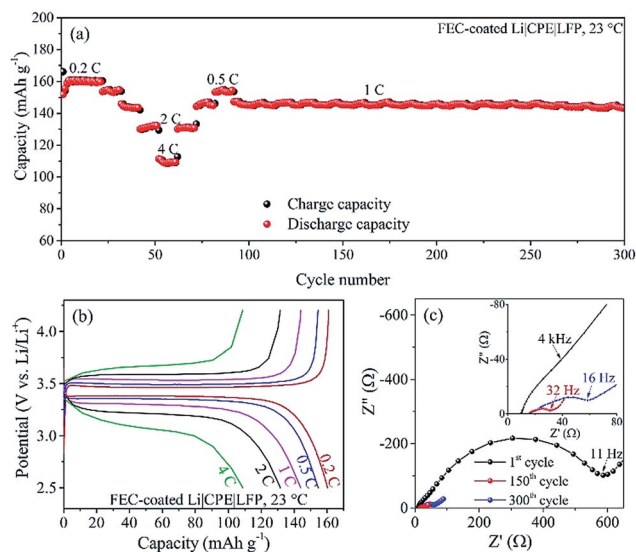 (a)
FEC-coated Li|CPE|LFP, 23 °C
Capacity (mAh g⁻¹)
200
180
160
140
120
100
80
60
0.2 C
2 C
4 C
0.5 C
1 C
Charge capacity
Discharge capacity
0
50
100
150
200
250
300
Cycle number
(b)
Potential (V vs. Li/Li⁺)
4.0
3.5
3.0
2.5
4 C
2 C
1 C
0.5 C
0.2 C
FEC-coated Li|CPE|LFP, 23 °C
0 20 40 60 80 100 120 140 160
Capacity (mAh g⁻¹)
(c)
Z'' (Ω)
-600
-400
-200
0
-80
-40
0
Z'' (Ω)
4 kHz
16 Hz
32 Hz
0
40
80
Z' (Ω)
11 Hz
1ˢᵗ cycle
150ᵗʰ cycle
300ᵗʰ cycle
0
200
400
600
Z' (Ω)